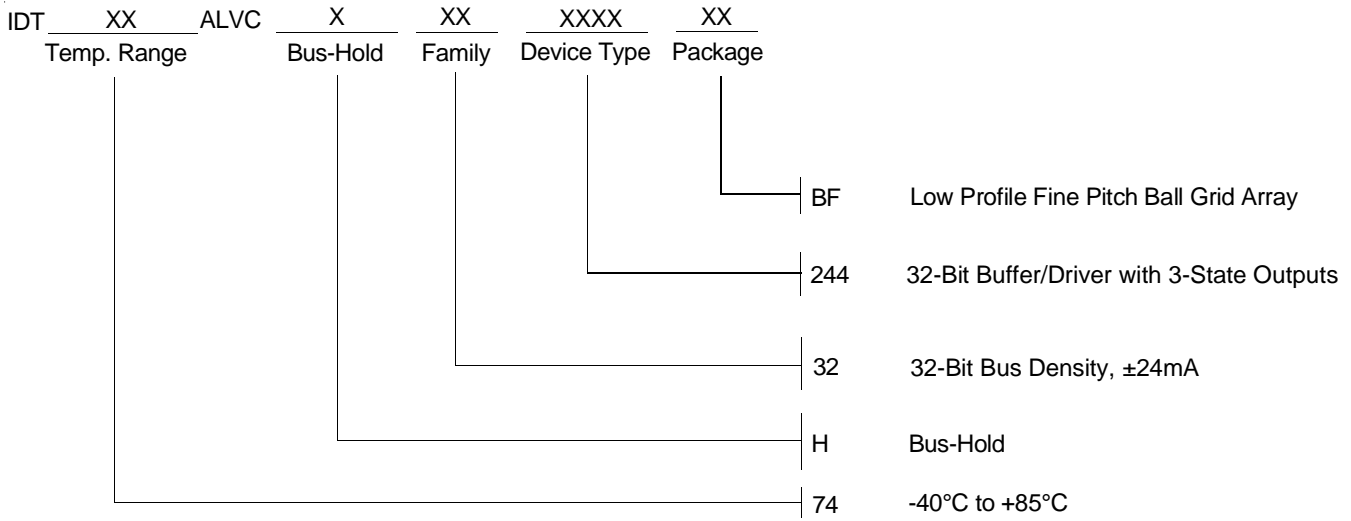 IDT XX ALVC X XX XXXX XX
Temp. Range Bus-Hold Family Device Type Package
BF Low Profile Fine Pitch Ball Grid Array
244 32-Bit Buffer/Driver with 3-State Outputs
32 32-Bit Bus Density, ±24mA
H Bus-Hold
74 -40°C to +85°C